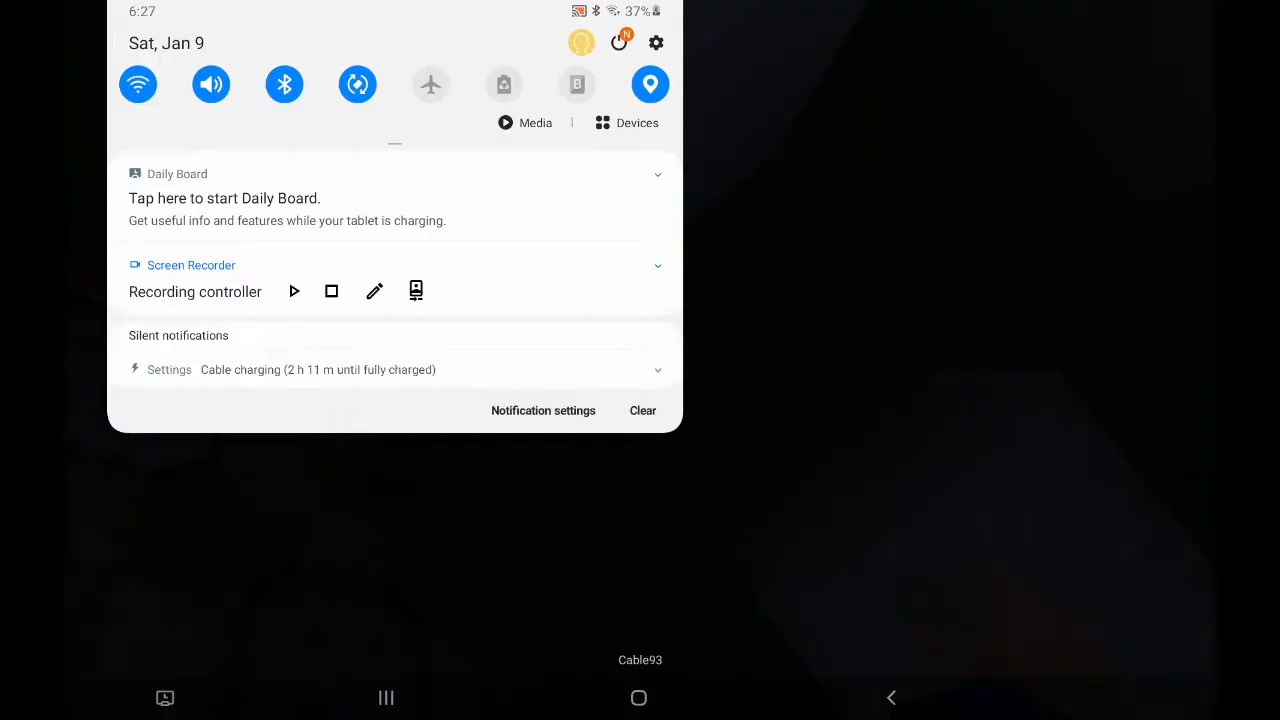 6:27 37%
Sat, Jan 9 N
B
Media | Devices
Daily Board
Tap here to start Daily Board.
Get useful info and features while your tablet is charging.
Screen Recorder
Recording controller
Silent notifications
Settings Cable charging (2 h 11 m until fully charged)
Notification settings Clear
Cable93